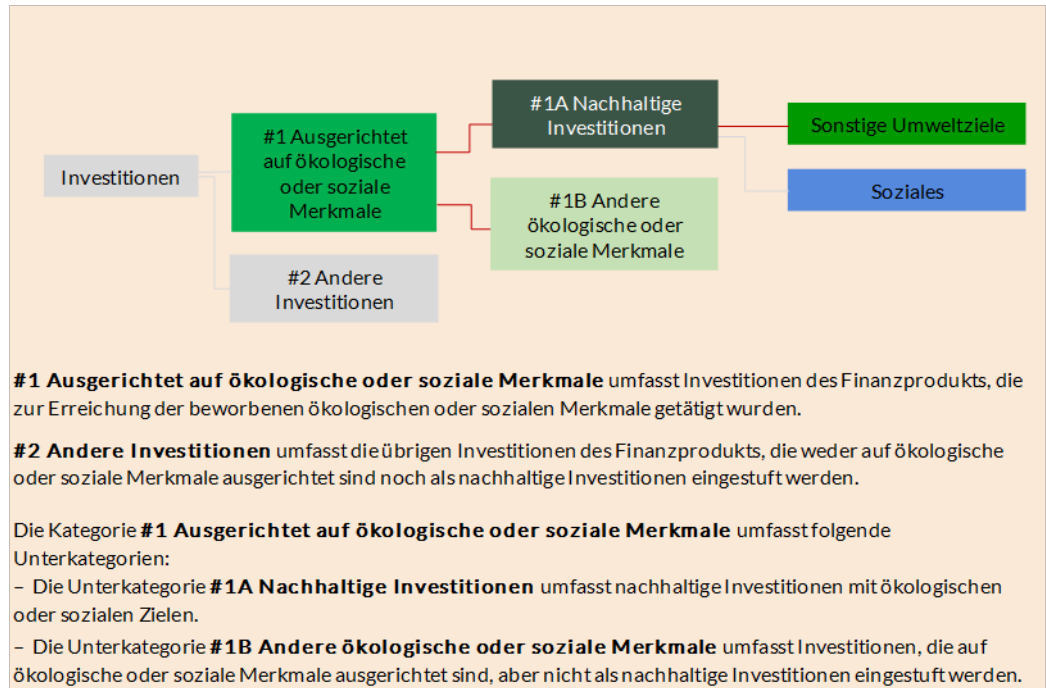 #1A Nachhaltige
Investitionen
Sonstige Umweltziele
#1 Ausgerichtet
auf ökologische
oder soziale
Merkmale
Investitionen
Soziales
#1B Andere
ökologische oder
soziale Merkmale
#2 Andere
Investitionen
#1 Ausgerichtet auf ökologische oder soziale Merkmale umfasst Investitionen des Finanzprodukts, die
zur Erreichung der beworbenen ökologischen oder sozialen Merkmale getätigt wurden.
#2 Andere Investitionen umfasst die übrigen Investitionen des Finanzprodukts, die weder auf ökologische
oder soziale Merkmale ausgerichtet sind noch als nachhaltige Investitionen eingestuft werden.
Die Kategorie #1 Ausgerichtet auf ökologische oder soziale Merkmale umfasst folgende
Unterkategorien:
– Die Unterkategorie #1A Nachhaltige Investitionen umfasst nachhaltige Investitionen mit ökologischen
oder sozialen Zielen.
– Die Unterkategorie #1B Andere ökologische oder soziale Merkmale umfasst Investitionen, die auf
ökologische oder soziale Merkmale ausgerichtet sind, aber nicht als nachhaltige Investitionen eingestuft werden.